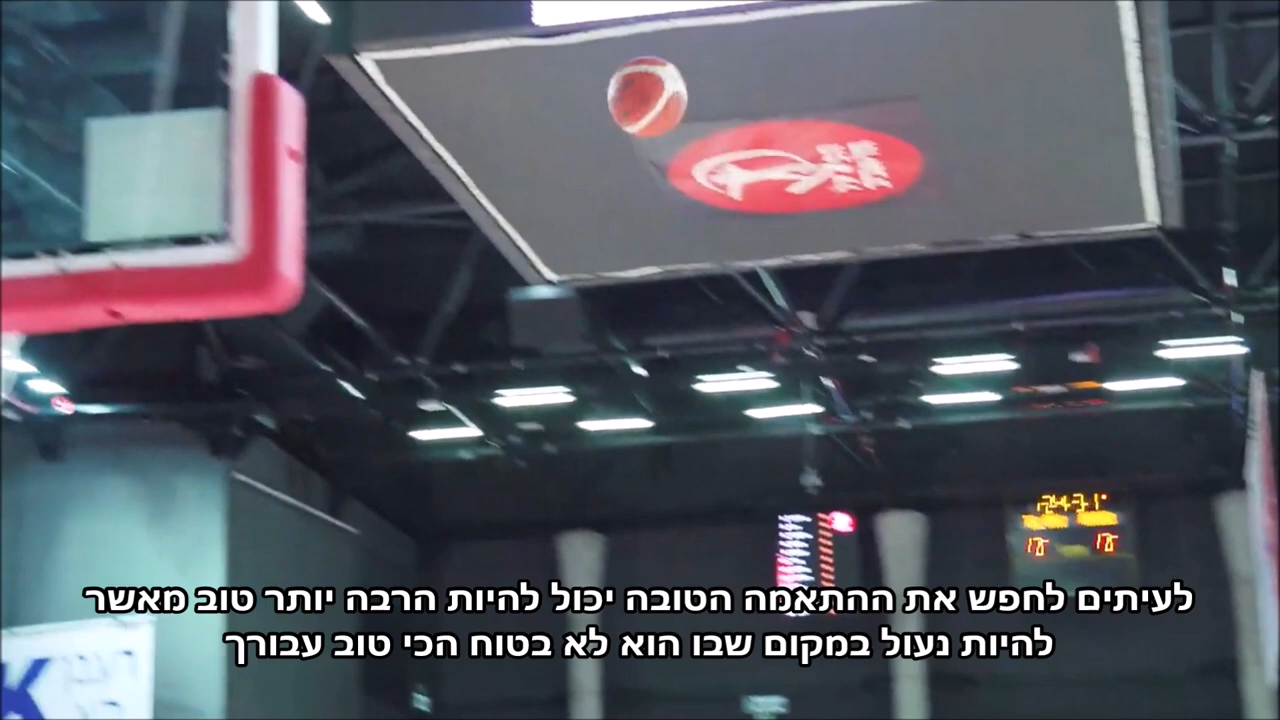 לעיתים לחפש את ההתאמה הטובה יכול להיות הרבה יותר טוב מאשר
להיות נעול במקום שבו הוא לא בטוח הכי טוב עבורך